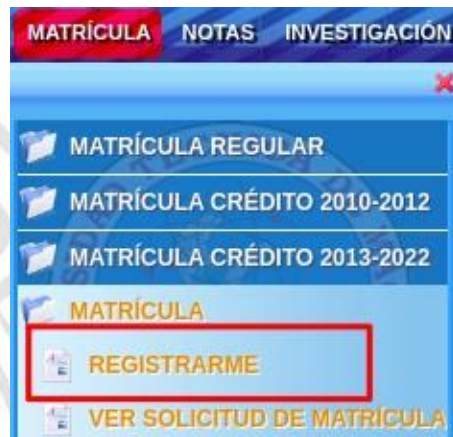 MATRÍCULA NOTAS INVESTIGACIÓN
MATRÍCULA REGULAR
MATRÍCULA CRÉDITO 2010-2012
MATRÍCULA CRÉDITO 2013-2022
MATRÍCULA
REGISTRARME
VER SOLICITUD DE MATRÍCULA